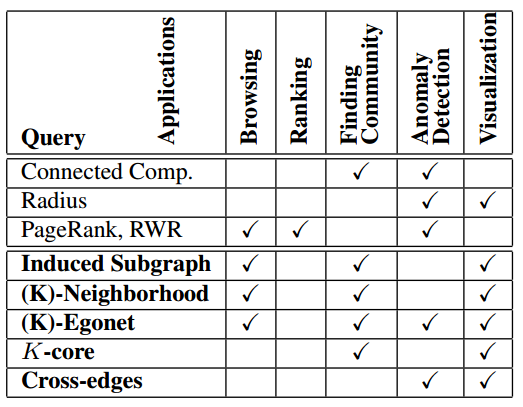 Query Applications Browsing Ranking Finding Community Anomaly Detection Visualization
Connected Comp. ✓ ✓
Radius ✓ ✓
PageRank, RWR ✓ ✓ ✓
Induced Subgraph ✓ ✓ ✓
(K)-Neighborhood ✓ ✓ ✓
(K)-Egonet ✓ ✓ ✓ ✓
K-core ✓ ✓
Cross-edges ✓ ✓